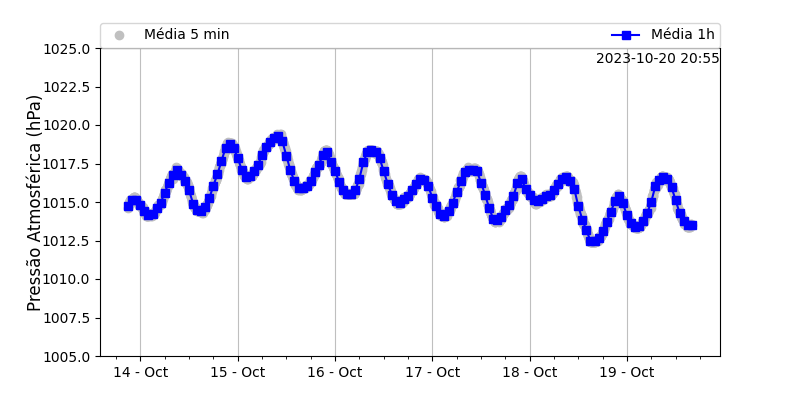 Média 5 min
Média 1h
2023-10-20 20:55
Pressão Atmosférica (hPa)
1025.0
1022.5
1020.0
1017.5
1015.0
1012.5
1010.0
1007.5
1005.0
14 - Oct
15 - Oct
16 - Oct
17 - Oct
18 - Oct
19 - Oct